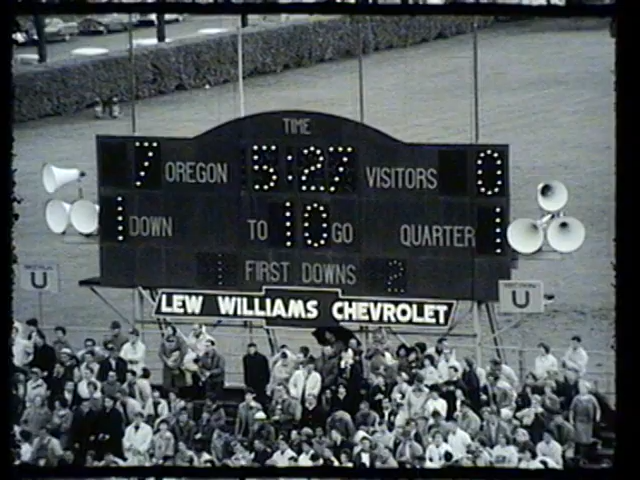 TIME
7 OREGON 5:27 VISITORS 0
1 DOWN TO 10 GO QUARTER 1
1 FIRST DOWNS 2
U U
LEW WILLIAMS CHEVROLET